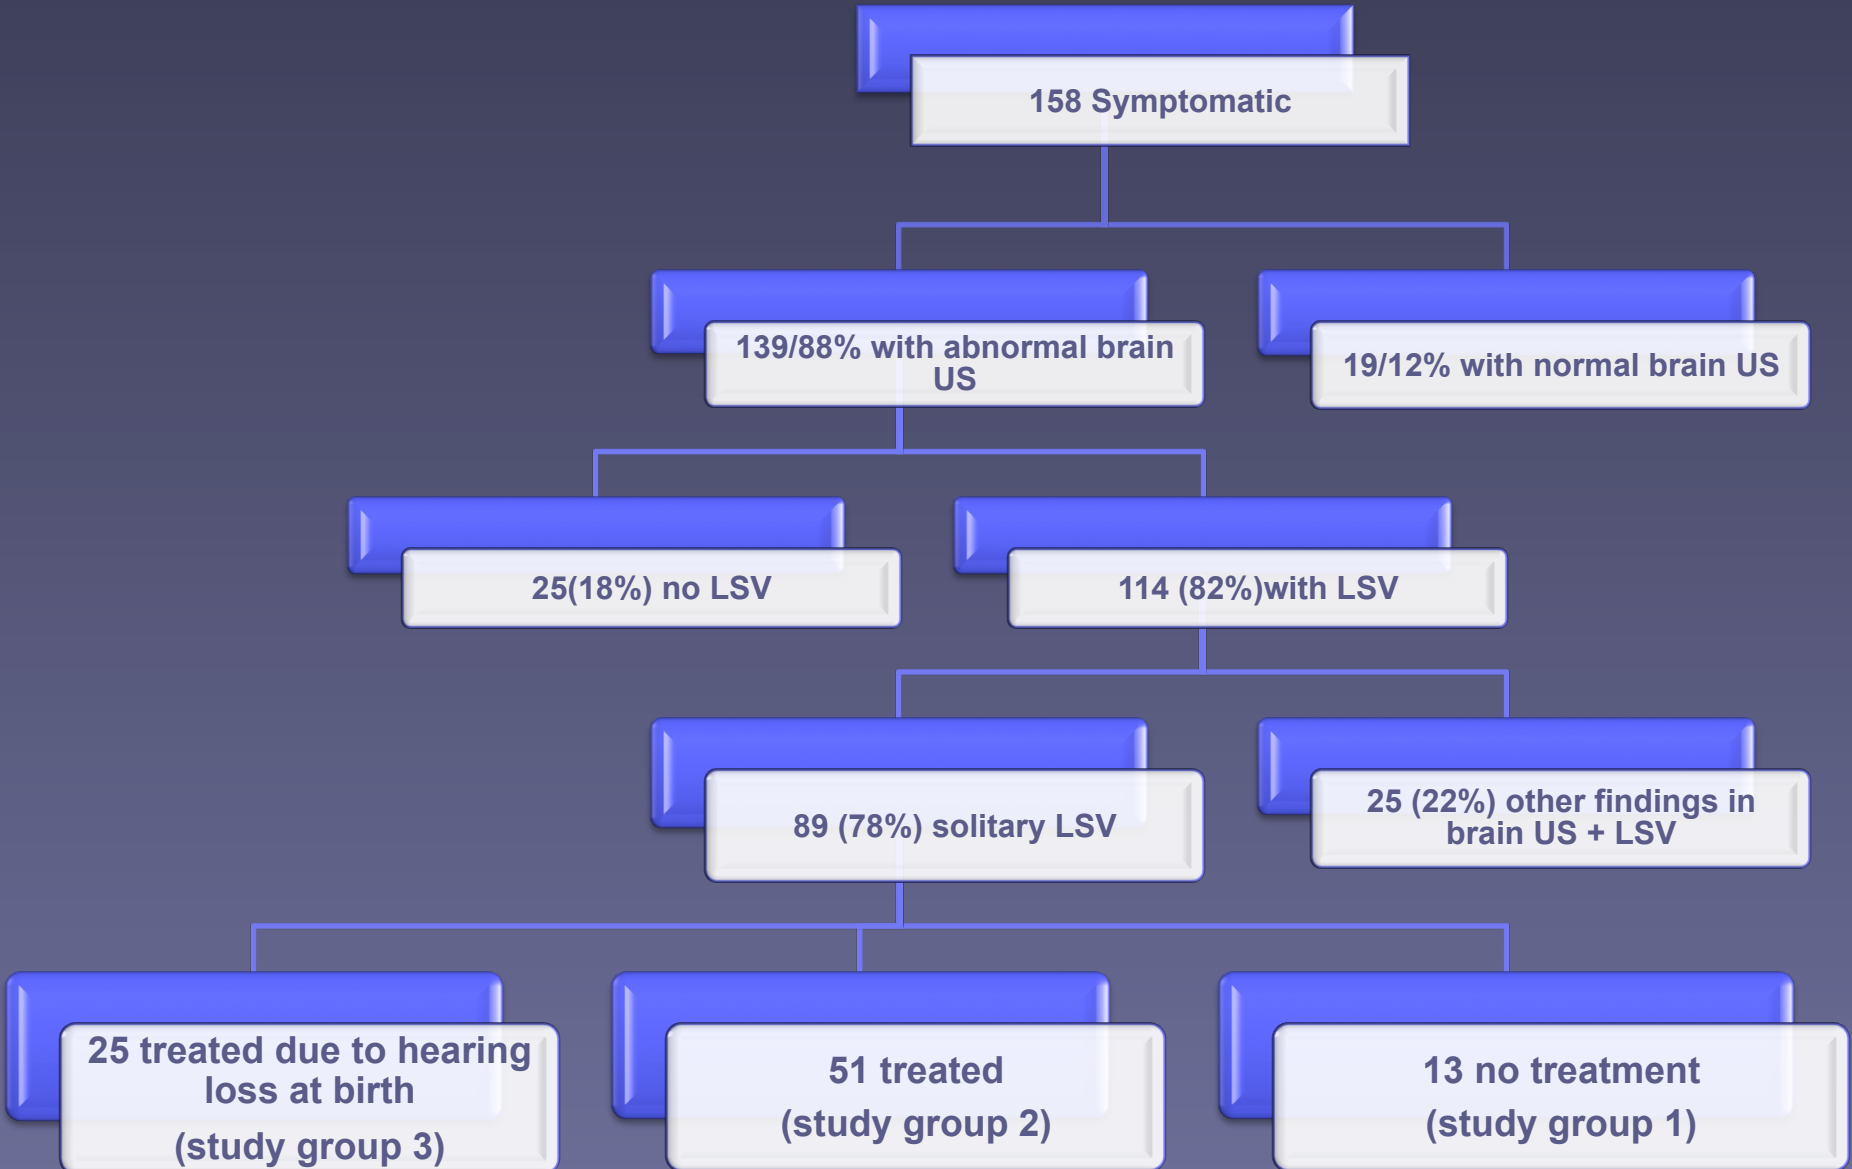 158 Symptomatic
139/88% with abnormal brain
US
19/12% with normal brain US
25(18%) no LSV
114 (82%)with LSV
89 (78%) solitary LSV
25 (22%) other findings in
brain US + LSV
25 treated due to hearing
loss at birth
(study group 3)
51 treated
(study group 2)
13 no treatment
(study group 1)